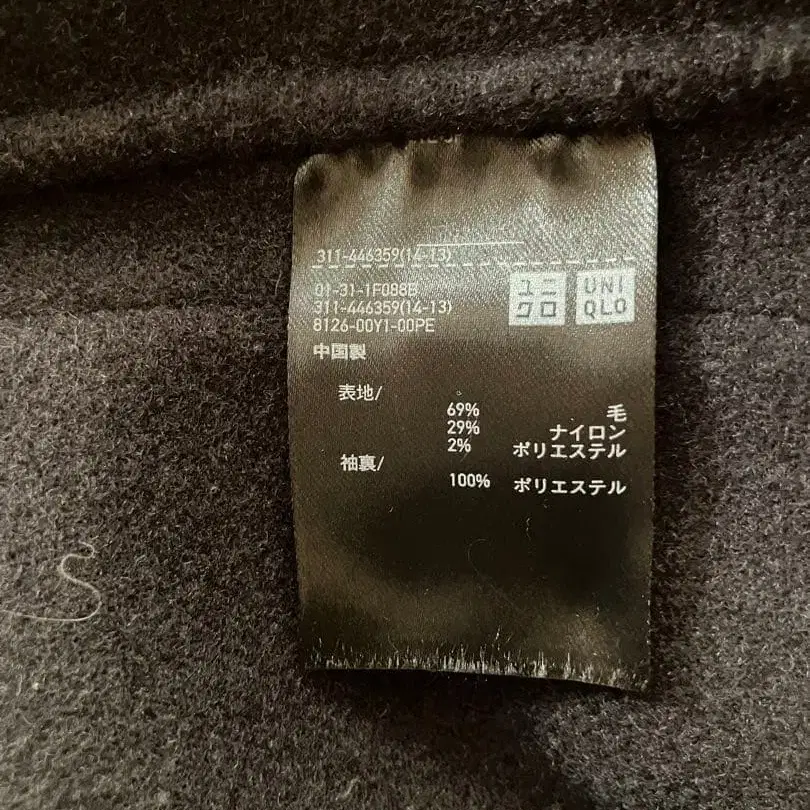 311-446359(14-13)
01-31-1F088B
311-446359(14-13)
8126-00Y1-00PE
ユニ
クロ
UNI
QLO
中国製
表地/
69% 毛
29% ナイロン
2% ポリエステル
袖裏/
100% ポリエステル